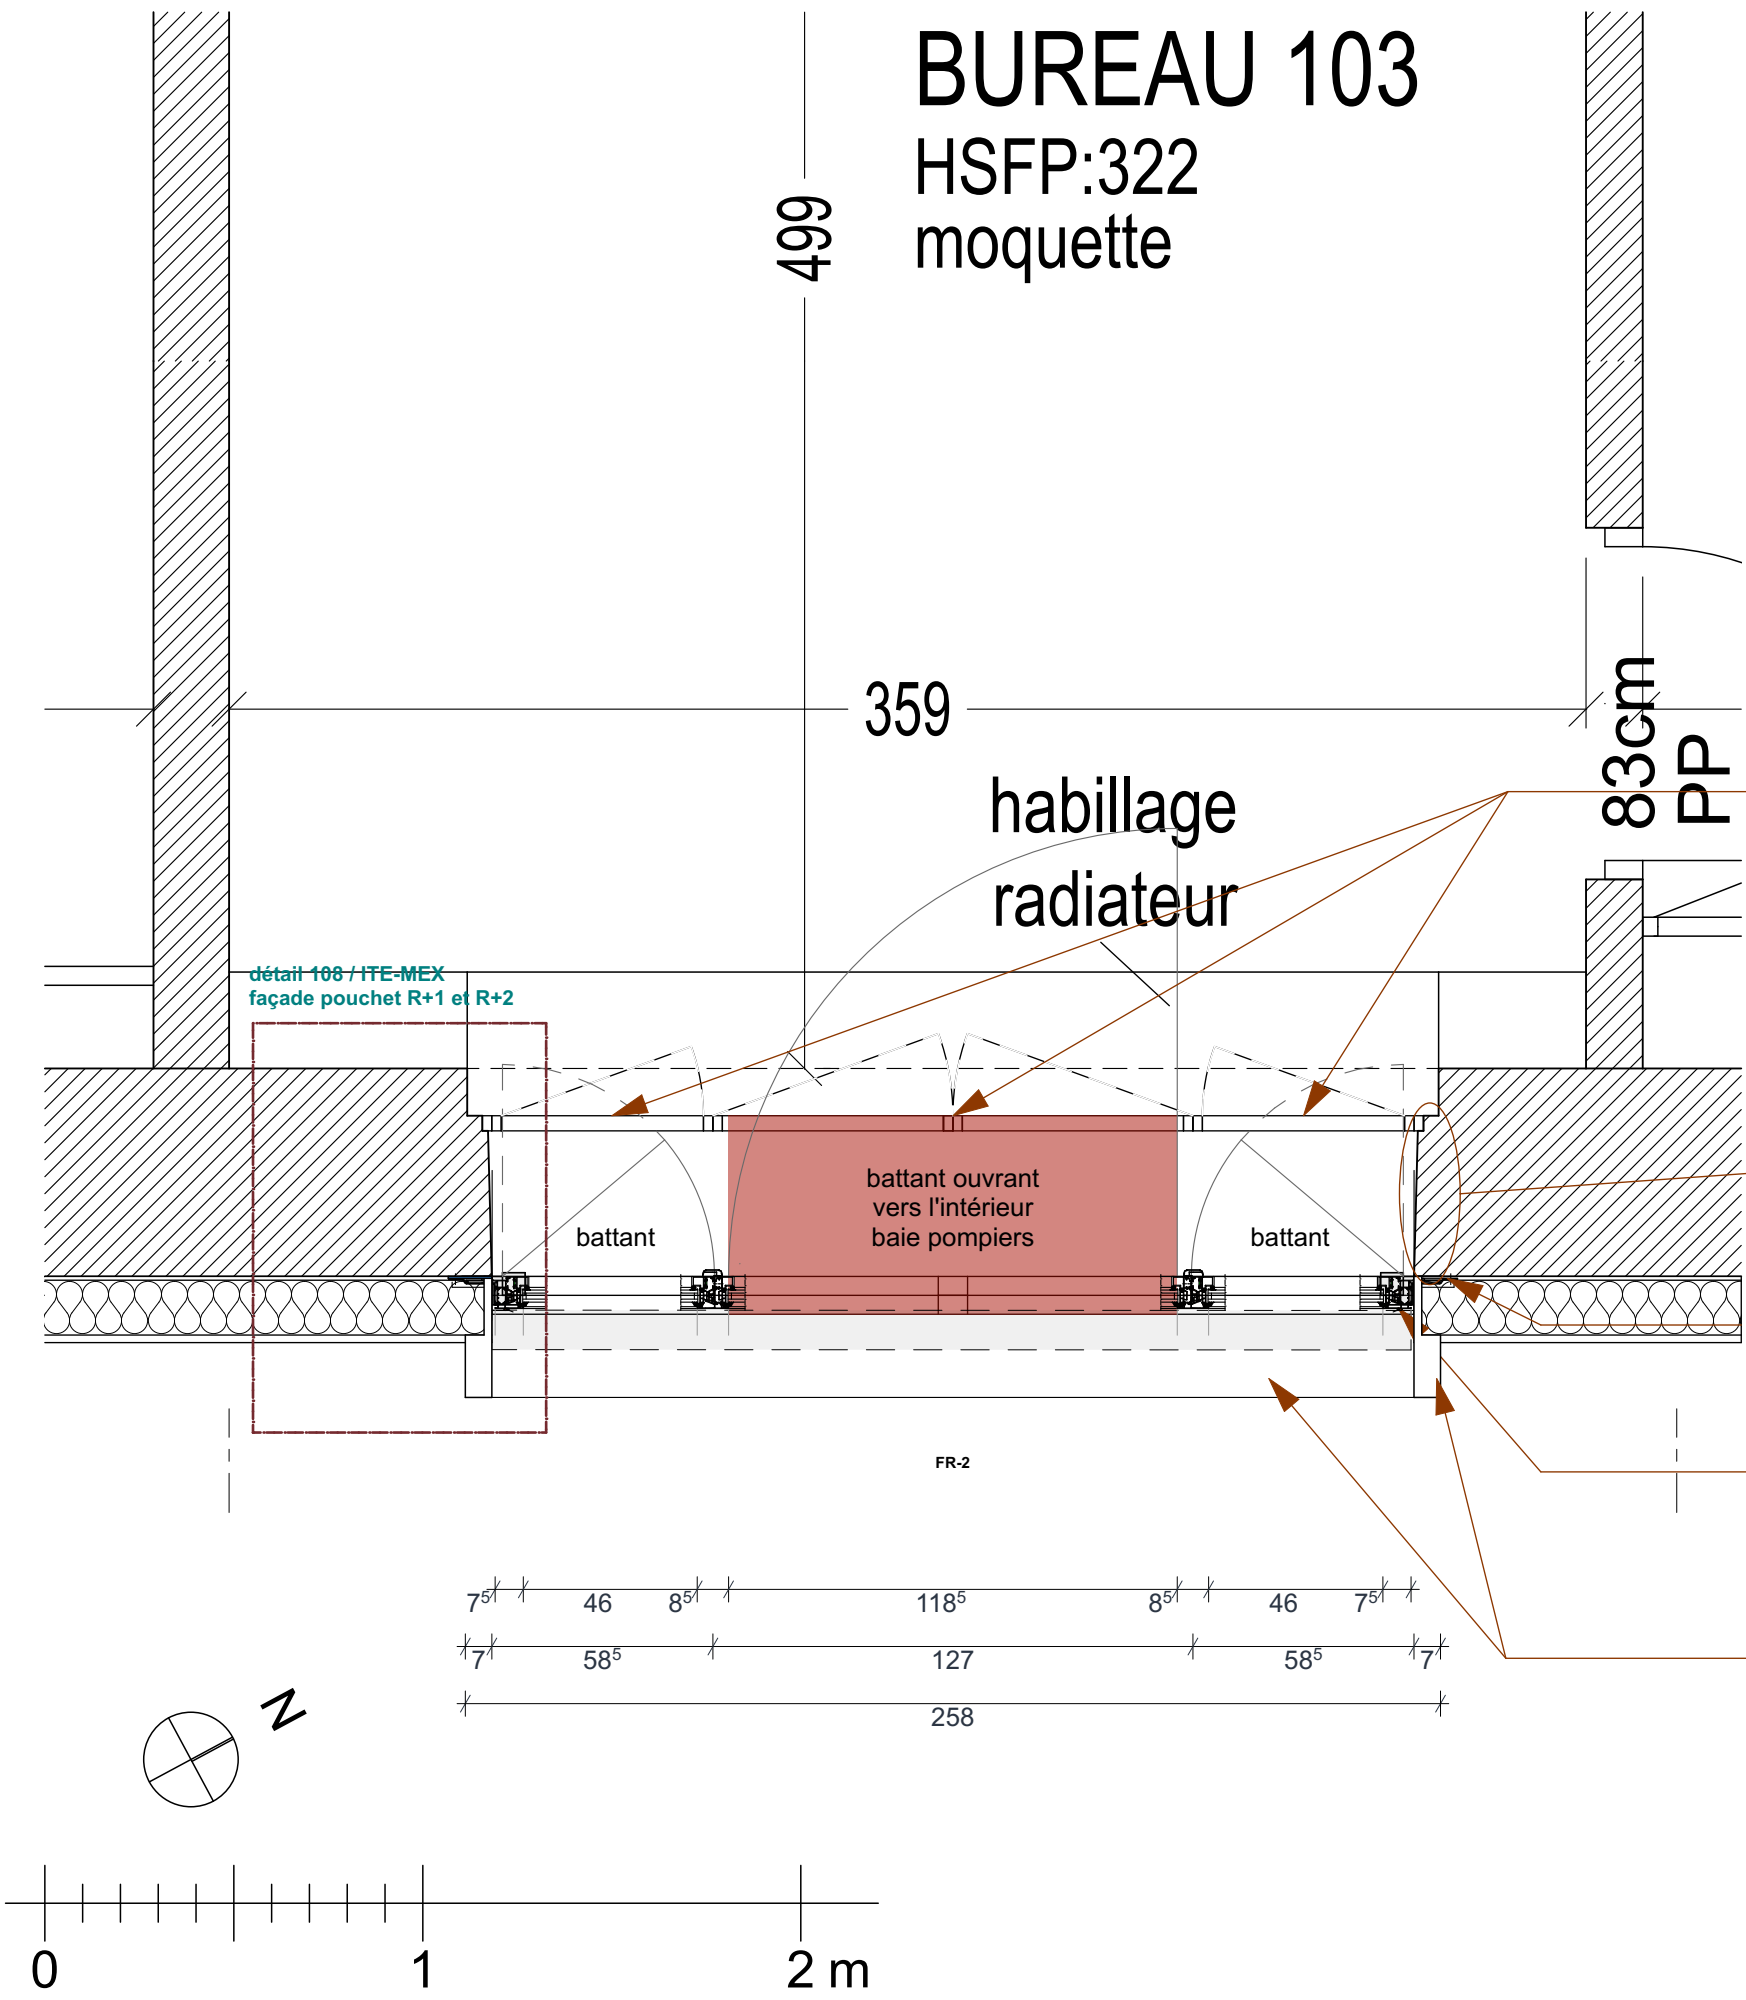 BUREAU 103
HSFP:322
moquette
499
359
83cm
PP
habillage
radiateur
détail 108 / ITE-MEX
façade pouchet R+1 et R+2
battant
battant ouvrant
vers l'intérieur
baie pompiers
battant
FR-2
7⁵ 46 8⁵ 118⁵ 8⁵ 46 7⁵
7 58⁵ 127 58⁵ 7
258
N
0 1 2 m